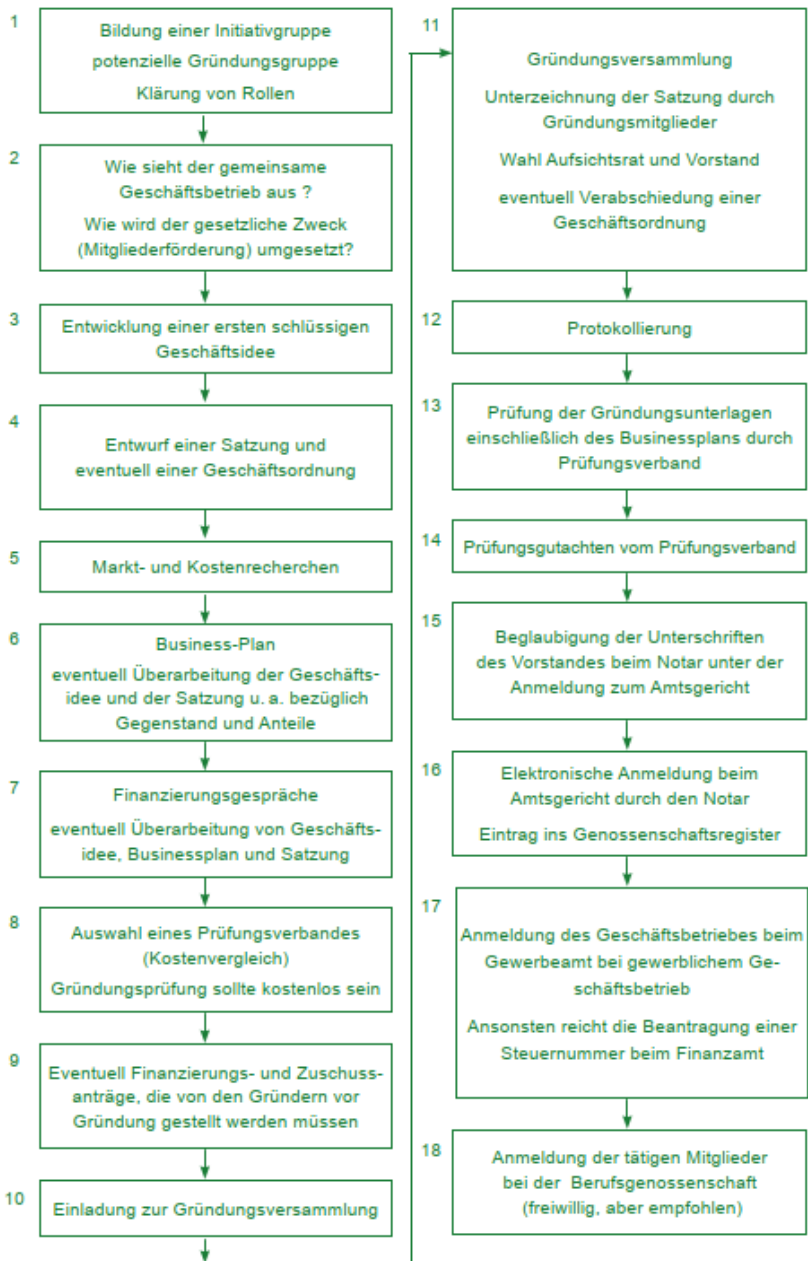 1
Bildung einer Initiativgruppe
potenzielle Gründungsgruppe
Klärung von Rollen
2
Wie sieht der gemeinsame
Geschäftsbetrieb aus ?
Wie wird der gesetzliche Zweck
(Mitgliederförderung) umgesetzt?
3
Entwicklung einer ersten schlüssigen
Geschäftsidee
4
Entwurf einer Satzung und
eventuell einer Geschäftsordnung
5
Markt- und Kostenrecherchen
6
Business-Plan
eventuell Überarbeitung der Geschäfts-
idee und der Satzung u. a. bezüglich
Gegenstand und Anteile
7
Finanzierungsgespräche
eventuell Überarbeitung von Geschäfts-
idee, Businessplan und Satzung
8
Auswahl eines Prüfungsverbandes
(Kostenvergleich)
Gründungsprüfung sollte kostenlos sein
9
Eventuell Finanzierungs- und Zuschuss-
anträge, die von den Gründern vor
Gründung gestellt werden müssen
10
Einladung zur Gründungsversammlung
11
Gründungsversammlung
Unterzeichnung der Satzung durch
Gründungsmitglieder
Wahl Aufsichtsrat und Vorstand
eventuell Verabschiedung einer
Geschäftsordnung
12
Protokollierung
13
Prüfung der Gründungsunterlagen
einschließlich des Businessplans durch
Prüfungsverband
14
Prüfungsgutachten vom Prüfungsverband
15
Beglaubigung der Unterschriften
des Vorstandes beim Notar unter der
Anmeldung zum Amtsgericht
16
Elektronische Anmeldung beim
Amtsgericht durch den Notar
Eintrag ins Genossenschaftsregister
17
Anmeldung des Geschäftsbetriebes beim
Gewerbeamt bei gewerblichem Ge-
schäftsbetrieb
Ansonsten reicht die Beantragung einer
Steuernummer beim Finanzamt
18
Anmeldung der tätigen Mitglieder
bei der Berufsgenossenschaft
(freiwillig, aber empfohlen)